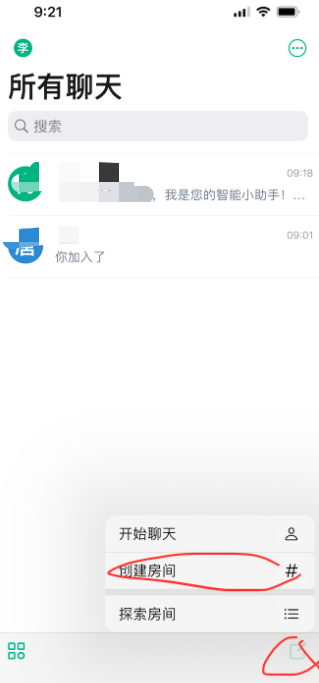 9:21
李
所有聊天
搜索
09:18
，我是您的智能小助手！...
09:01
你加入了
开始聊天
创建房间
#
探索房间